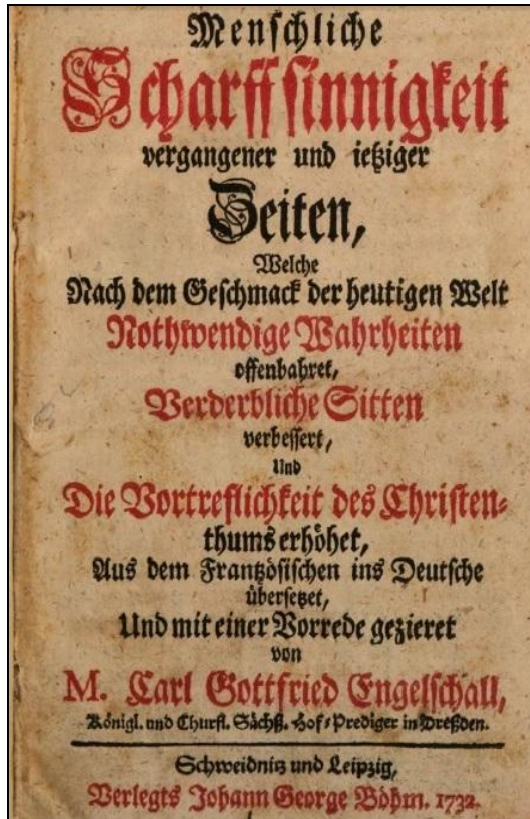 Menschliche
Scharffsinnigkeit
vergangener und ietziger
Zeiten,
Welche
Nach dem Geschmack der heutigen Welt
Nothwendige Wahrheiten
offenbahret,
Verderbliche Sitten
verbessert,
Und
Die Vortreflichkeit des Christen-
thums erhöhet,
Aus dem Frantzösischen ins Deutsche
übersetzet,
Und mit einer Vorrede gezieret
von
M. Carl Gottfried Engelschall,
Königl. und Churfl. Sächß. Hof-Prediger in Dreßden.
Schweidnitz und Leipzig,
Verlegts Johann George Böhm. 1732.